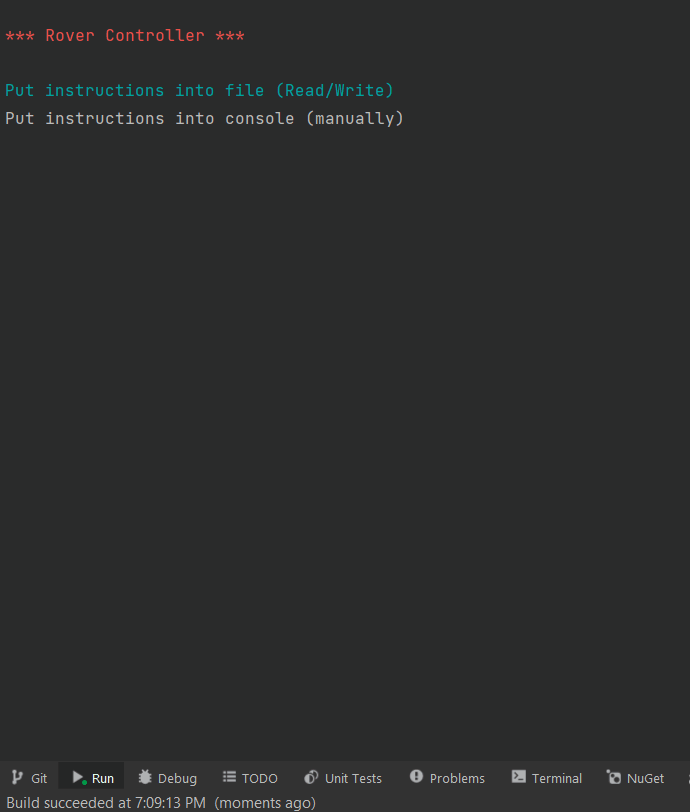 *** Rover Controller ***
Put instructions into file (Read/Write)
Put instructions into console (manually)
Git Run Debug TODO Unit Tests Problems Terminal NuGet
Build succeeded at 7:09:13 PM (moments ago)